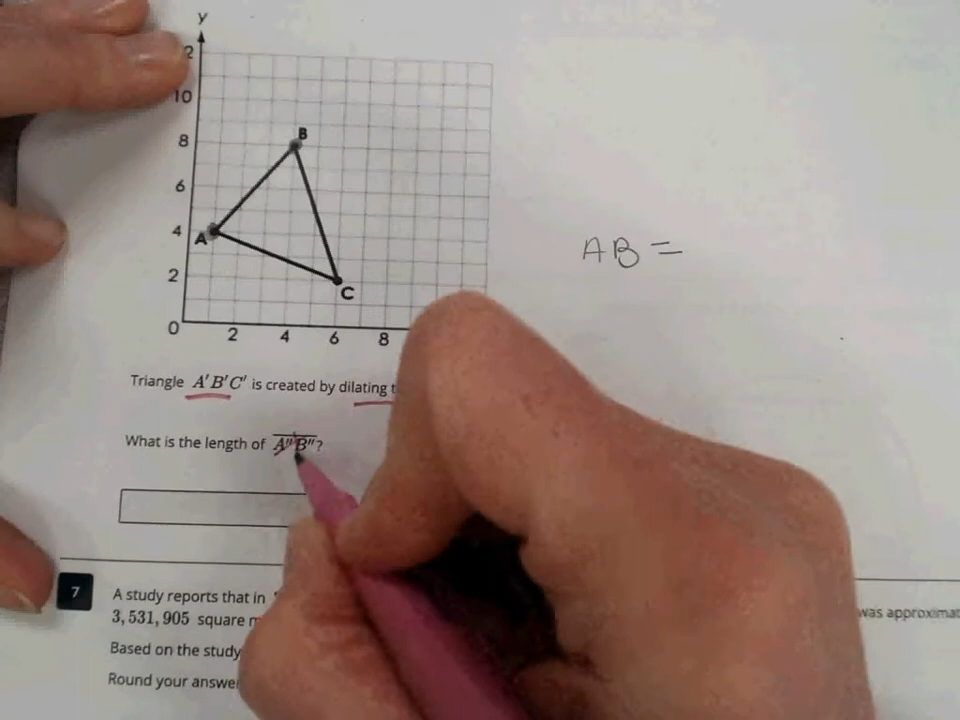 y
2
10
8
B
6
4
A
AB =
2
C
0
2 4 6 8
Triangle A'B'C' is created by dilating
What is the length of A''B''?
7
A study reports that in
3,531,905 square
was approximat
Based on the study
Round your answer